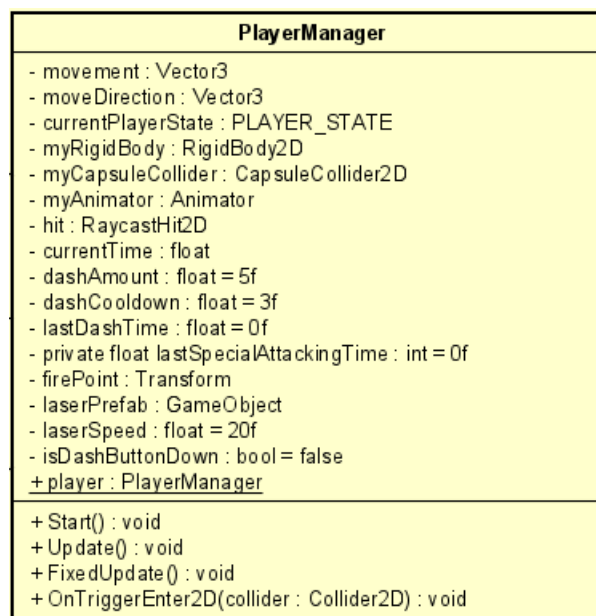 PlayerManager
- movement : Vector3
- moveDirection : Vector3
- currentPlayerState : PLAYER_STATE
- myRigidBody : RigidBody2D
- myCapsuleCollider : CapsuleCollider2D
- myAnimator : Animator
- hit : RaycastHit2D
- currentTime : float
- dashAmount : float = 5f
- dashCooldown : float = 3f
- lastDashTime : float = 0f
- private float lastSpecialAttackingTime : int = 0f
- firePoint : Transform
- laserPrefab : GameObject
- laserSpeed : float = 20f
- isDashButtonDown : bool = false
+ player : PlayerManager
+ Start() : void
+ Update() : void
+ FixedUpdate() : void
+ OnTriggerEnter2D(collider : Collider2D) : void